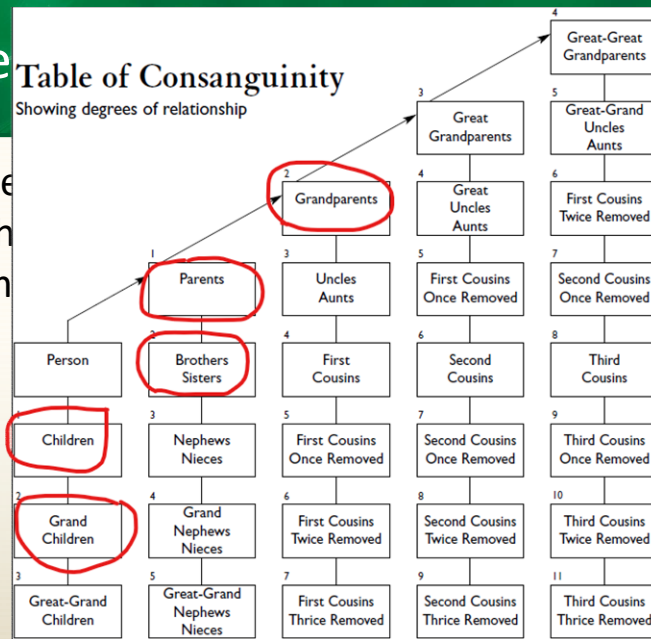 e
Table of Consanguinity
Showing degrees of relationship
e
n
n
4
Great-Great
Grandparents
3
Great
Grandparents
5
Great-Grand
Uncles
Aunts
2
Grandparents
4
Great
Uncles
Aunts
6
First Cousins
Twice Removed
1
Parents
3
Uncles
Aunts
5
First Cousins
Once Removed
7
Second Cousins
Once Removed
Person
2
Brothers
Sisters
4
First
Cousins
6
Second
Cousins
8
Third
Cousins
1
Children
3
Nephews
Nieces
5
First Cousins
Once Removed
7
Second Cousins
Once Removed
9
Third Cousins
Once Removed
2
Grand
Children
4
Grand
Nephews
Nieces
6
First Cousins
Twice Removed
8
Second Cousins
Twice Removed
10
Third Cousins
Twice Removed
3
Great-Grand
Children
5
Great-Grand
Nephews
Nieces
7
First Cousins
Thrice Removed
9
Second Cousins
Thrice Removed
11
Third Cousins
Thrice Removed